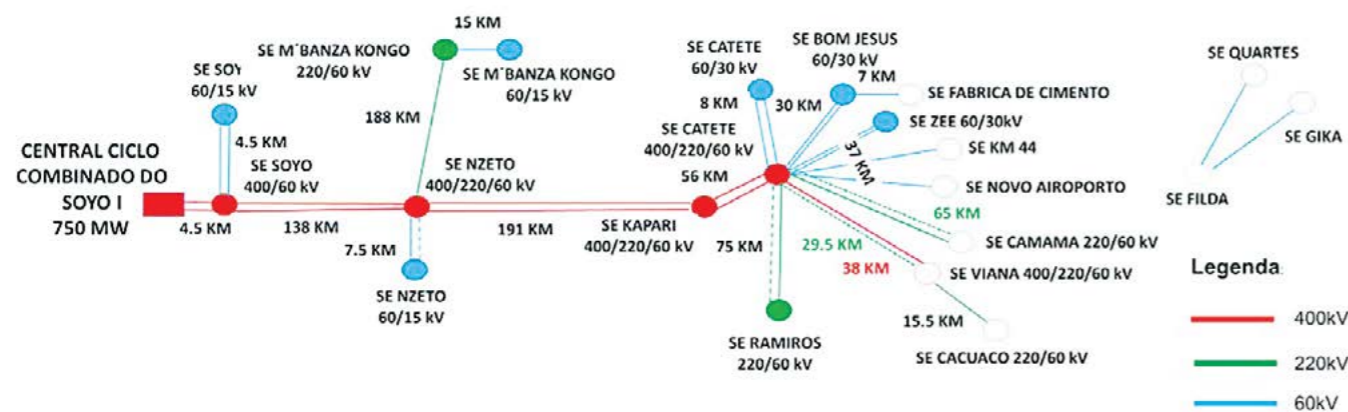 15 KM
SE M´BANZA KONGO
220/60 kV
SE M´BANZA KONGO
60/15 kV
SE SOY
60/15 kV
188 KM
4.5 KM
CENTRAL CICLO
COMBINADO DO
SOYO I
750 MW
SE SOYO
400/60 kV
4.5 KM
138 KM
SE NZETO
400/220/60 kV
7.5 KM
SE NZETO
60/15 kV
191 KM
SE KAPARI
400/220/60 kV
56 KM
SE CATETE
60/30 kV
8 KM
SE CATETE
400/220/60 kV
SE BOM JESUS
60/30 kV
7 KM
30 KM
SE FABRICA DE CIMENTO
SE ZEE 60/30kV
37 KM
SE KM 44
SE NOVO AIROPORTO
65 KM
SE CAMAMA 220/60 kV
75 KM
29.5 KM
38 KM
SE VIANA 400/220/60 kV
15.5 KM
SE CACUACO 220/60 kV
SE RAMIROS
220/60 kV
SE QUARTES
SE GIKA
SE FILDA
Legenda:
400kV
220kV
60kV